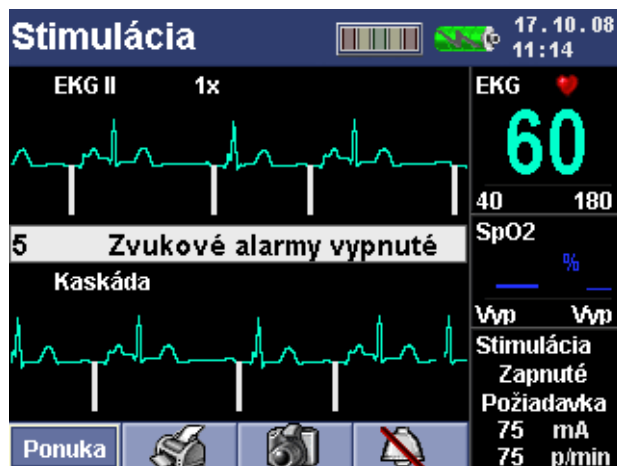 Stimulácia
17.10.08
11:14
EKG II 1x
EKG
60
40 180
5 Zvukové alarmy vypnuté
SpO2
%
Kaskáda
Vyp Vyp
Stimulácia
Zapnuté
Požiadavka
75 mA
75 p/min
Ponuka